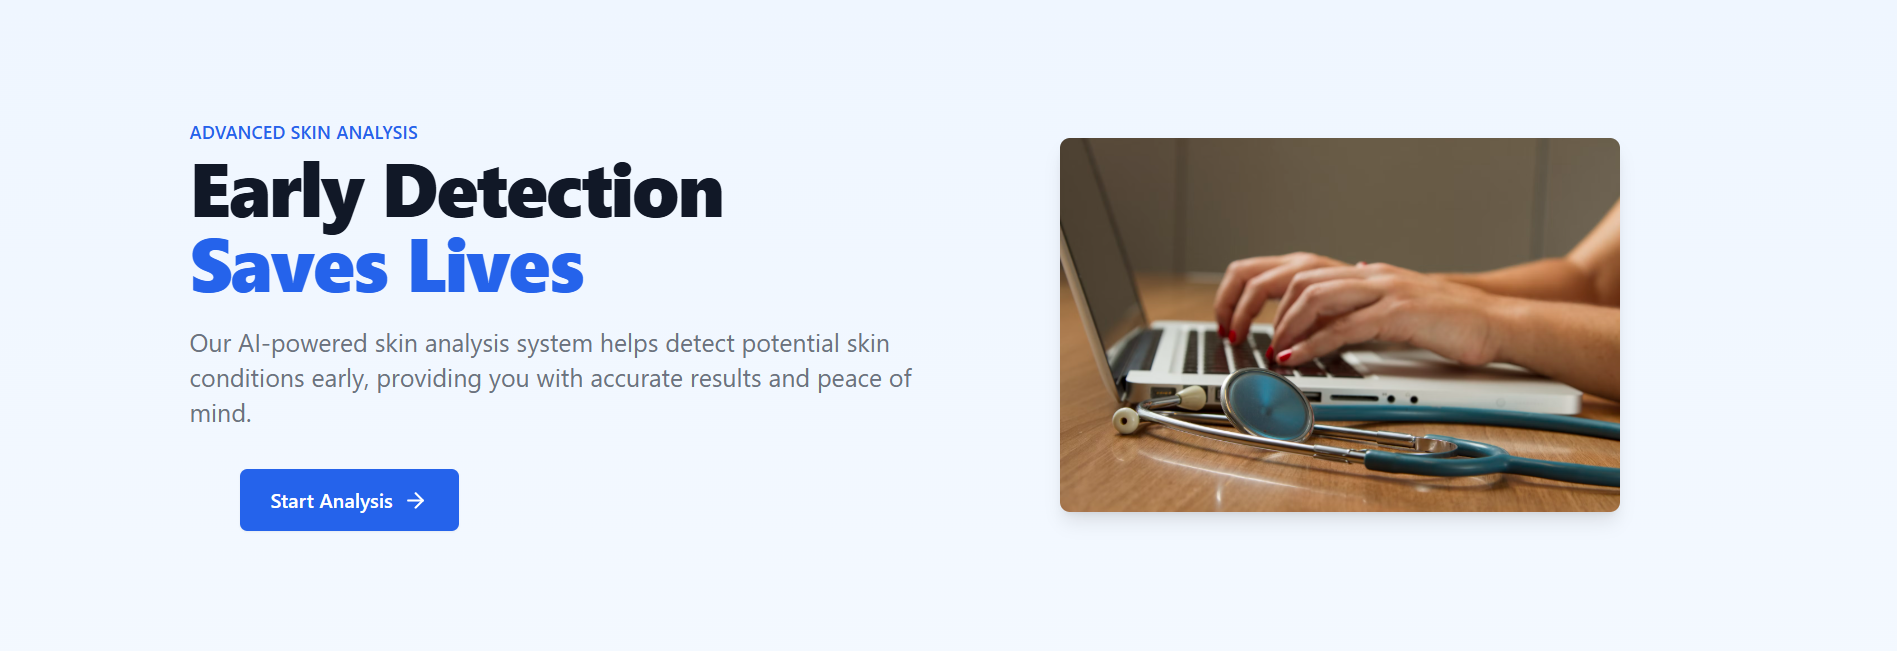 ADVANCED SKIN ANALYSIS
Early Detection
Saves Lives
Our AI-powered skin analysis system helps detect potential skin
conditions early, providing you with accurate results and peace of
mind.
Start Analysis